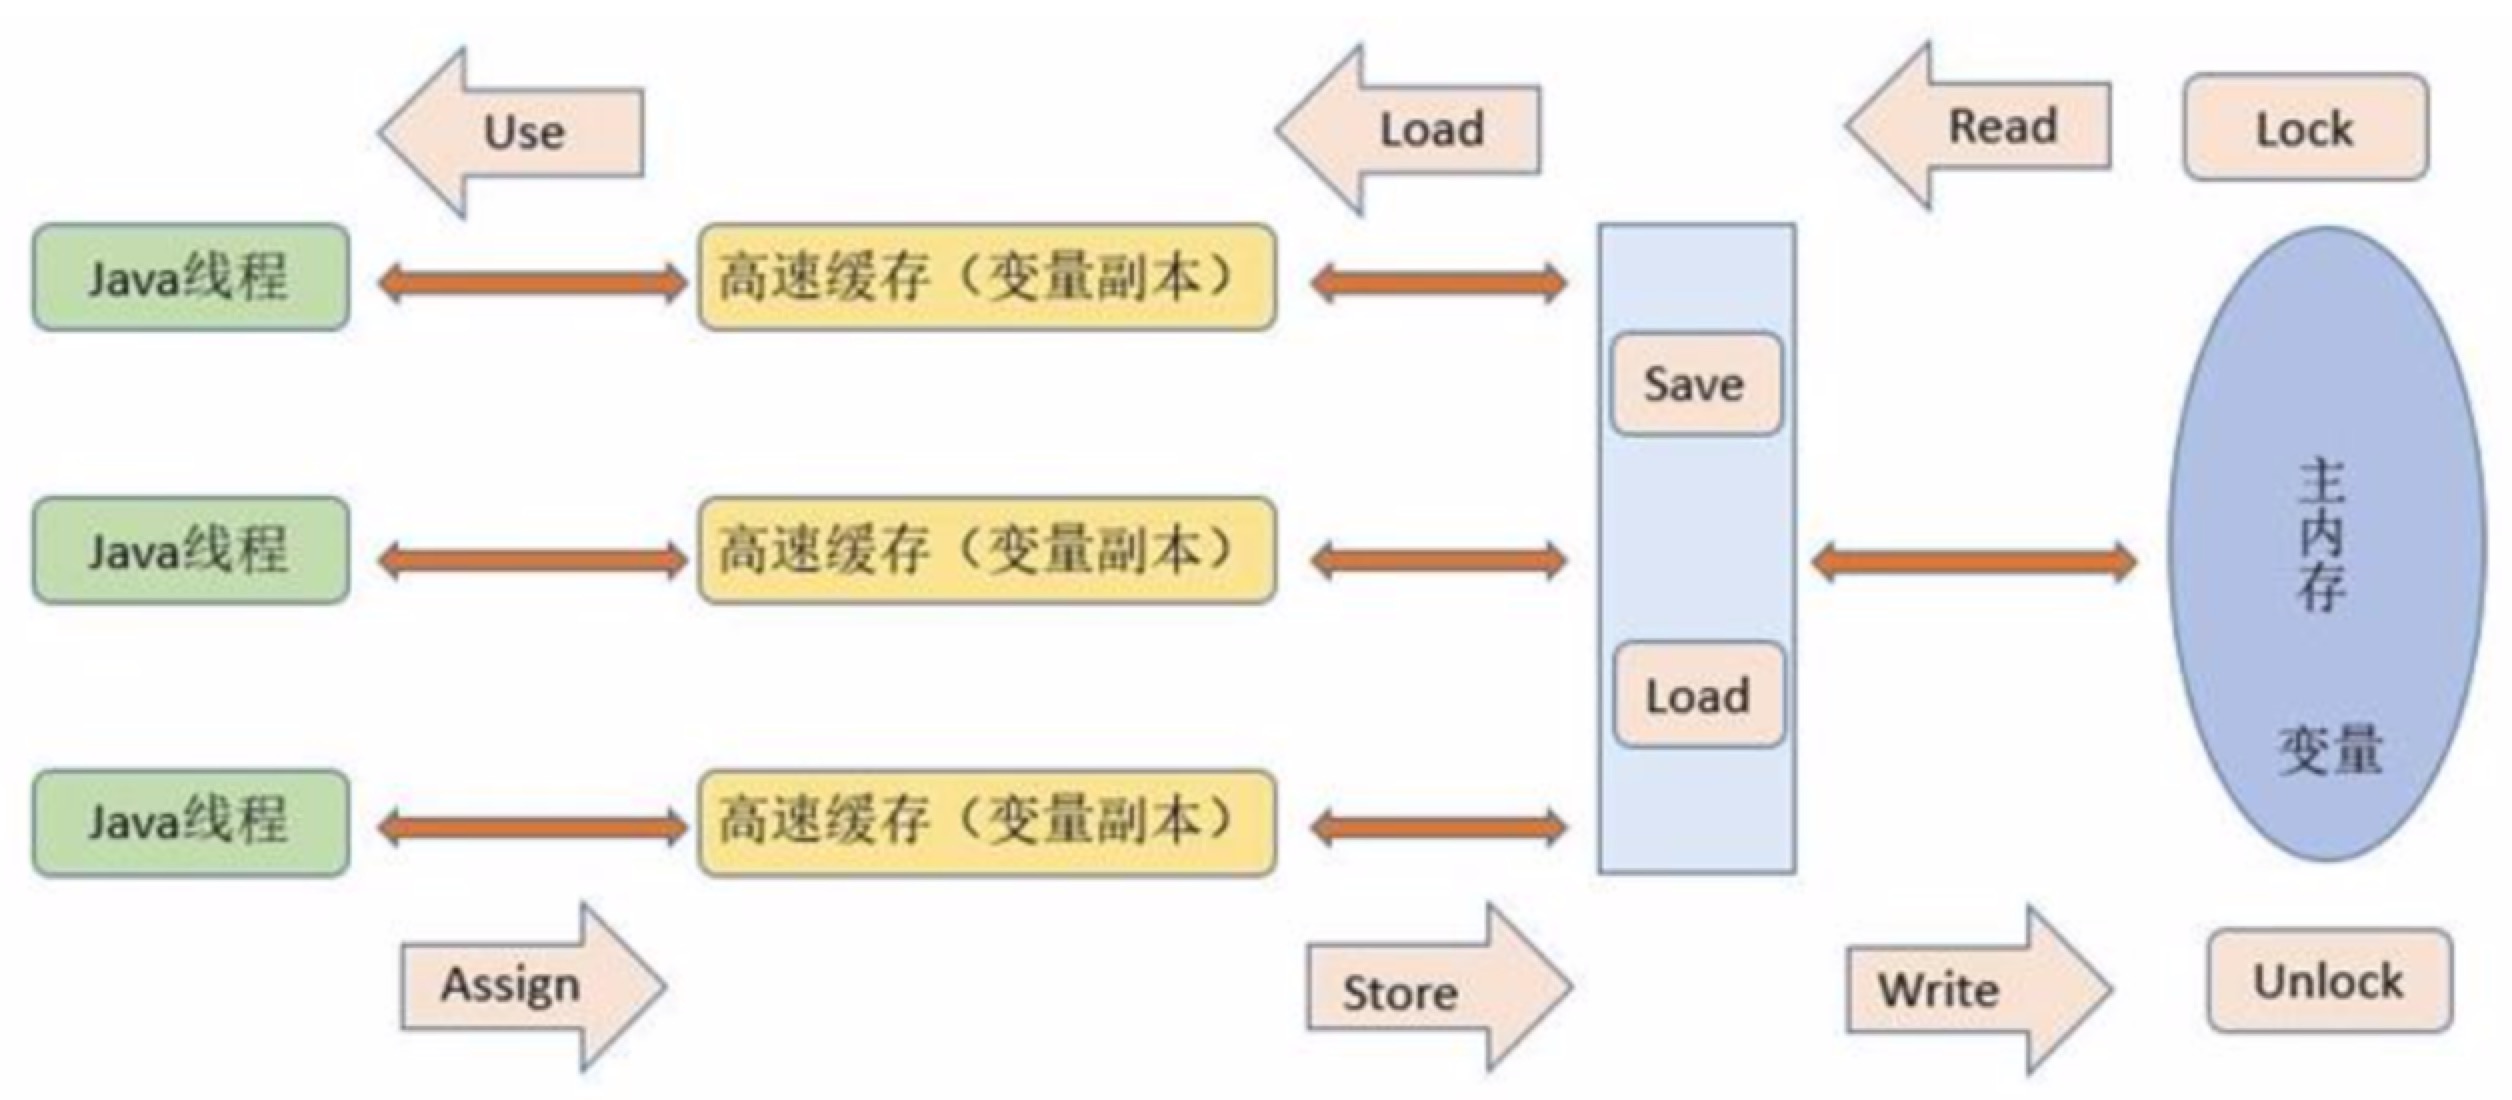 Use
Load
Read
Lock
Java线程
高速缓存（变量副本）
Save
Java线程
高速缓存（变量副本）
主内存
Load
变量
Java线程
高速缓存（变量副本）
Assign
Store
Write
Unlock